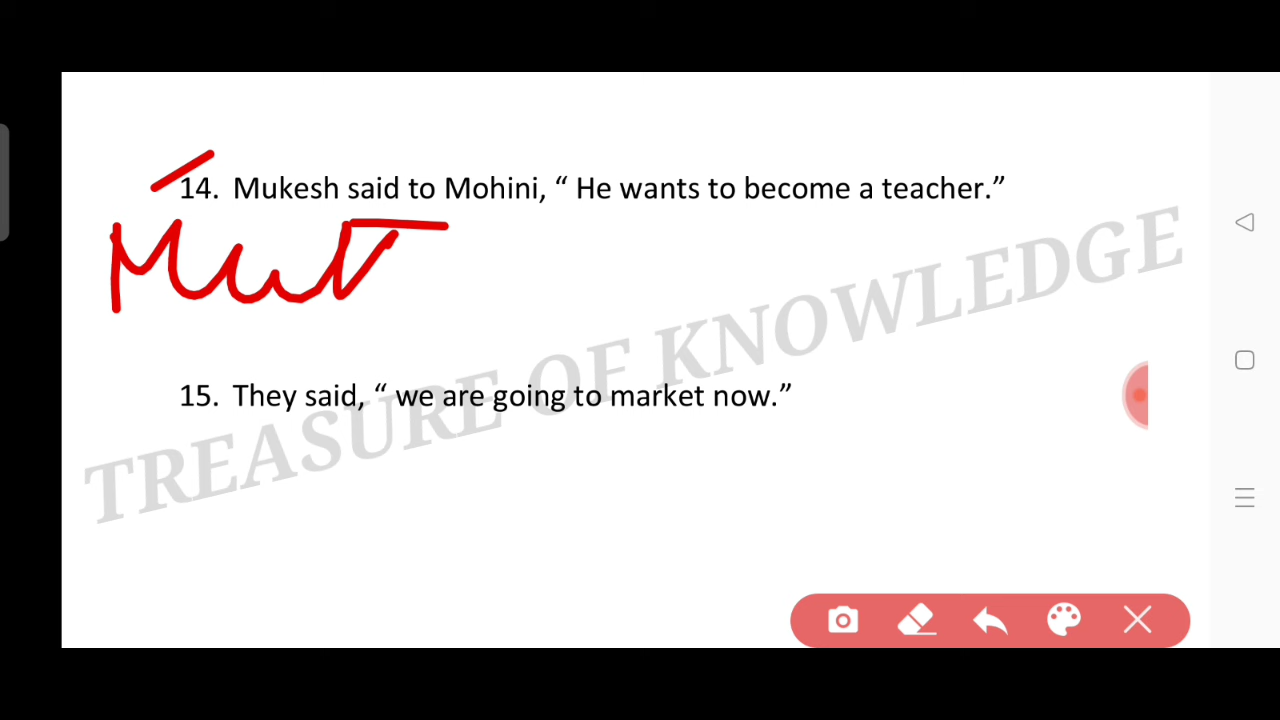 14. Mukesh said to Mohini, “ He wants to become a teacher.”
15. They said, “ we are going to market now.”
TREASURE OF KNOWLEDGE